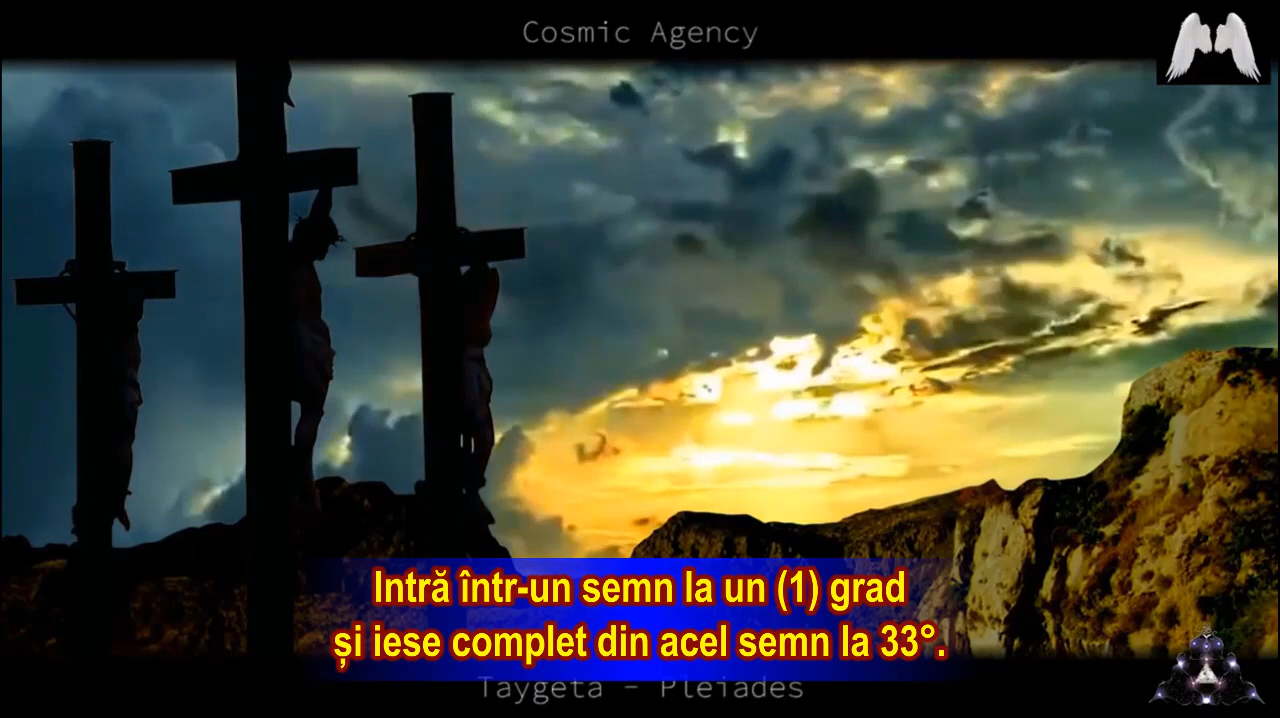 Cosmic Agency
Intră într-un semn la un (1) grad
și iese complet din acel semn la 33°.
Taygeta - Pleiades